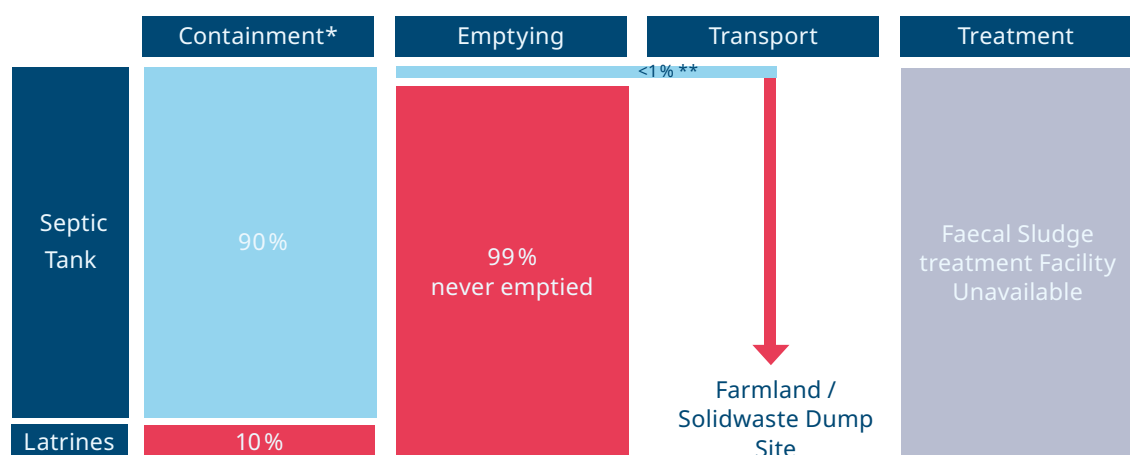 Containment*
Emptying
Transport
Treatment
<1% **
Septic
Tank
90%
99%
never emptied
Faecal Sludge
treatment Facility
Unavailable
Farmland /
Solidwaste Dump
Site
Latrines
10%